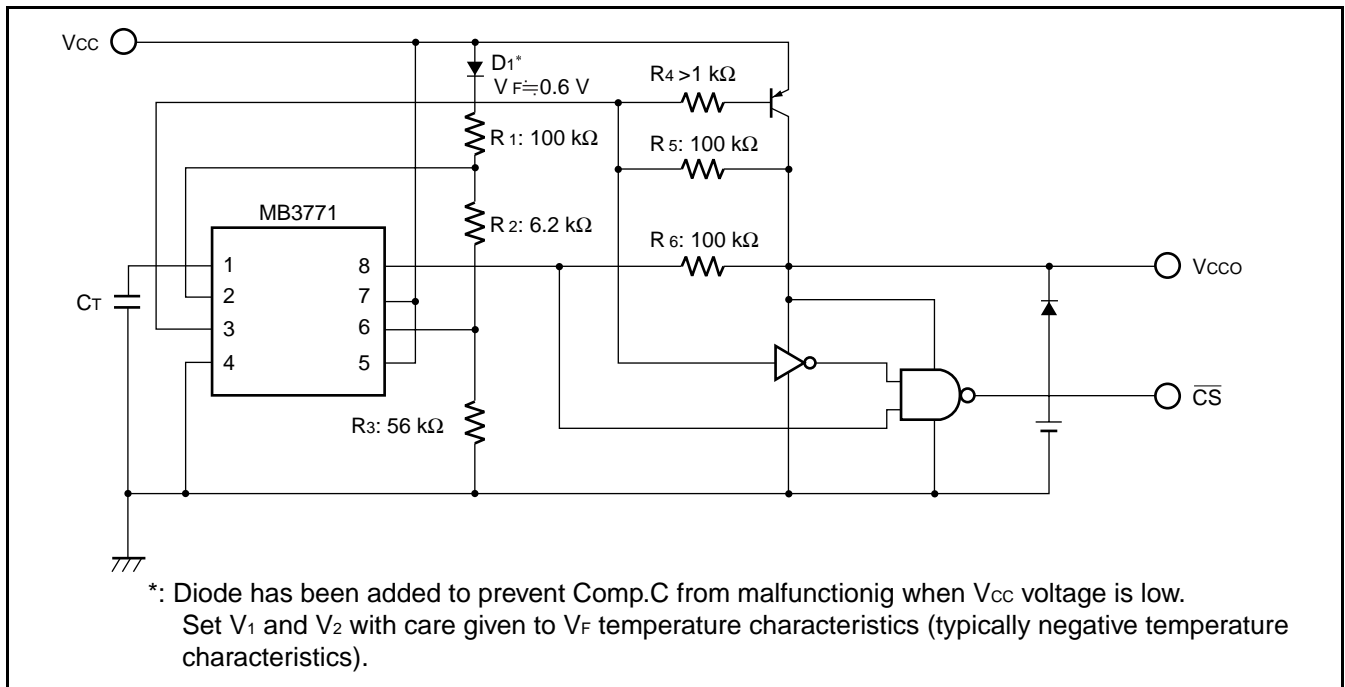 VCC
D1*
VF≒0.6 V
R4 >1 kΩ
R1: 100 kΩ
R5: 100 kΩ
MB3771
R2: 6.2 kΩ
R6: 100 kΩ
1 8
VCCO
2 7
CT
3 6
4 5
CS
R3: 56 kΩ
*: Diode has been added to prevent Comp.C from malfunctionig when VCC voltage is low.
Set V1 and V2 with care given to VF temperature characteristics (typically negative temperature
characteristics).